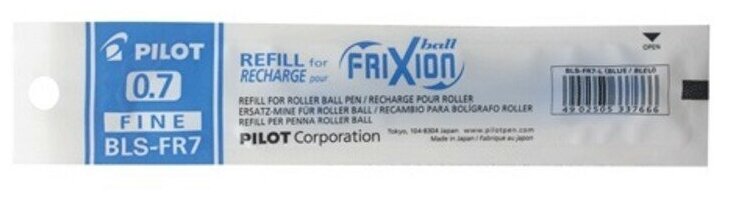 PILOT
0.7
FINE
BLS-FR7
REFILL for
RECHARGE pour
ball
FRIXION
REFILL FOR ROLLER BALL PEN / RECHARGE POUR ROLLER
ERSATZ-MINE FÜR ROLLER BALL / RECAMBIO PARA BOLÍGRAFO ROLLER
REFILL PER PENNA ROLLER BALL
PILOT Corporation
Tokyo, 104-8304 Japan www.pilotpen.com
Made in Japan / Fabriqué au Japon
OPEN
BLS-FR7-L (BLUE / BLEU)
4 902505 337666